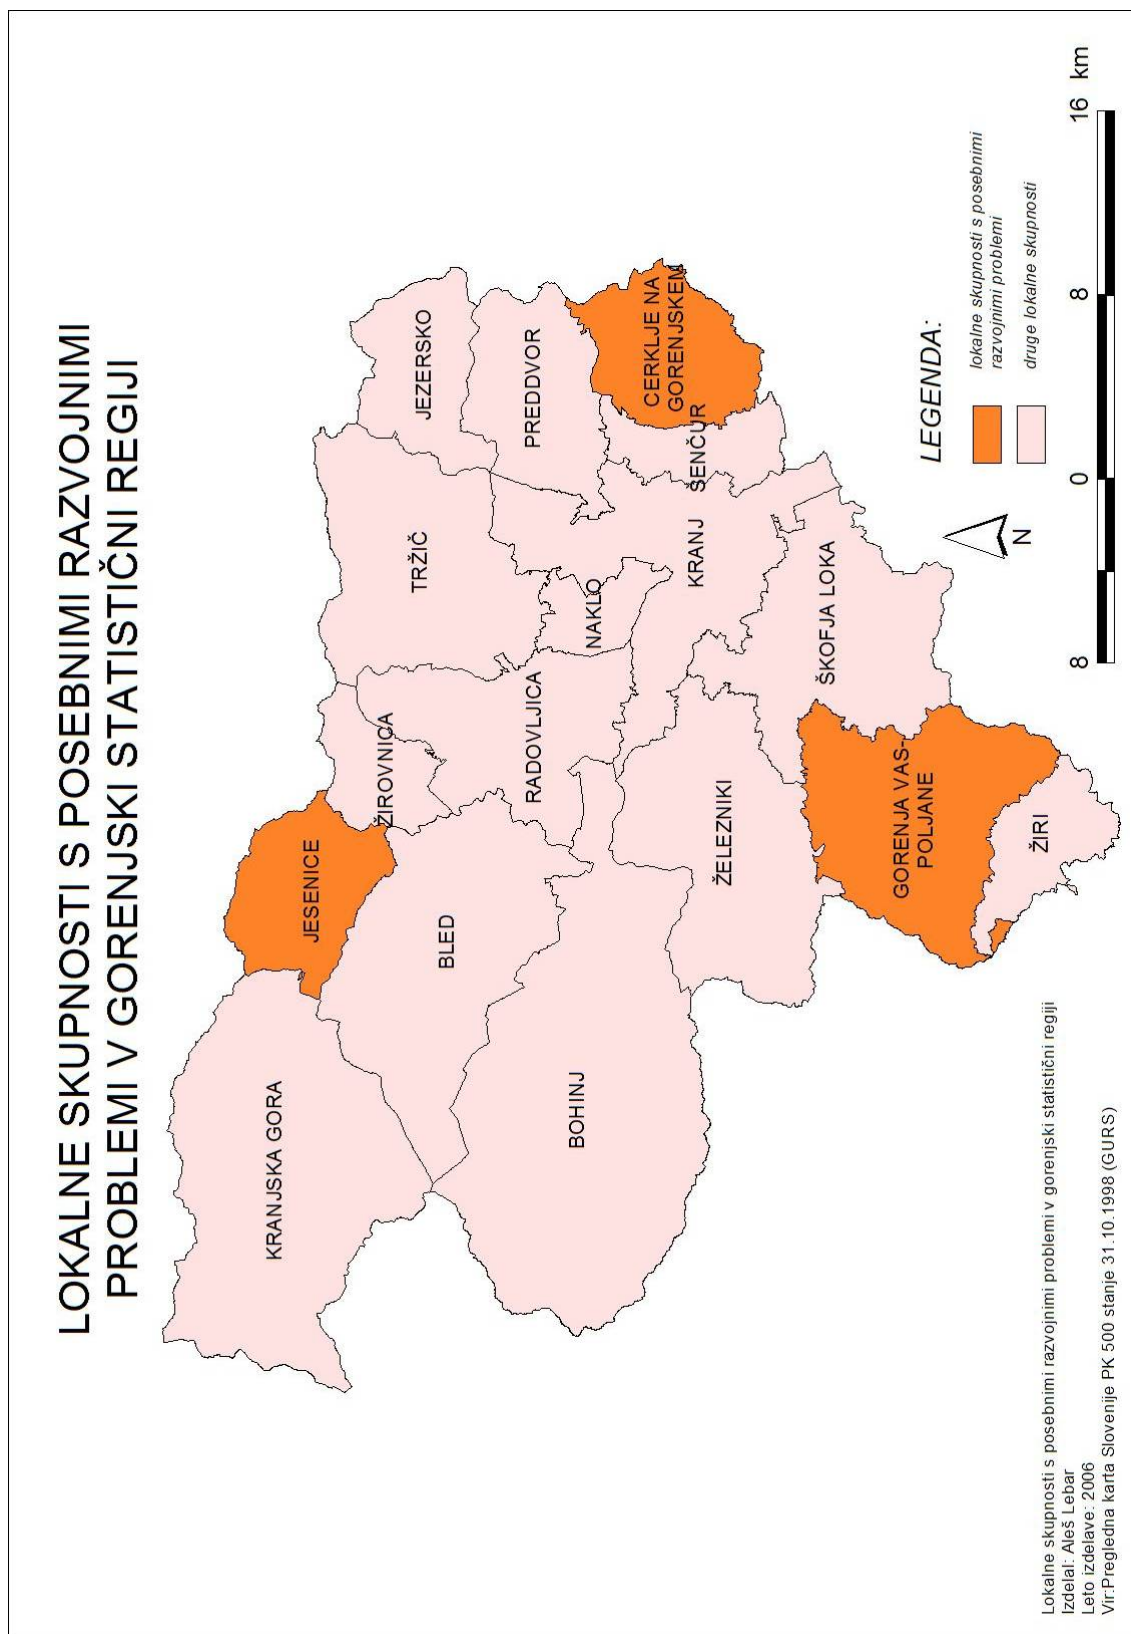 LOKALNE SKUPNOSTI S POSEBNIMI RAZVOJNIMI
PROBLEMI V GORENJSKI STATISTIČNI REGIJI
KRANJSKA GORA
JESENICE
ŽIROVNICA
TRŽIČ
JEZERSKO
BLED
RADOVLJICA
NAKLO
PREDDVOR
BOHINJ
ŽELEZNIKI
KRANJ
ŠENČUR
CERKLJE NA
GORENJSKEM
ŠKOFJA LOKA
GORENJA VAS-
POLJANE
ŽIRI
LEGENDA:
lokalne skupnosti s posebnimi
razvojnimi problemi
druge lokalne skupnosti
N
8 0 8 16 km
Lokalne skupnosti s posebnimi razvojnimi problemi v gorenjski statistični regiji
Izdelal: Aleš Lebar
Leto izdelave: 2006
Vir:Pregledna karta Slovenije PK 500 stanje 31.10.1998 (GURS)